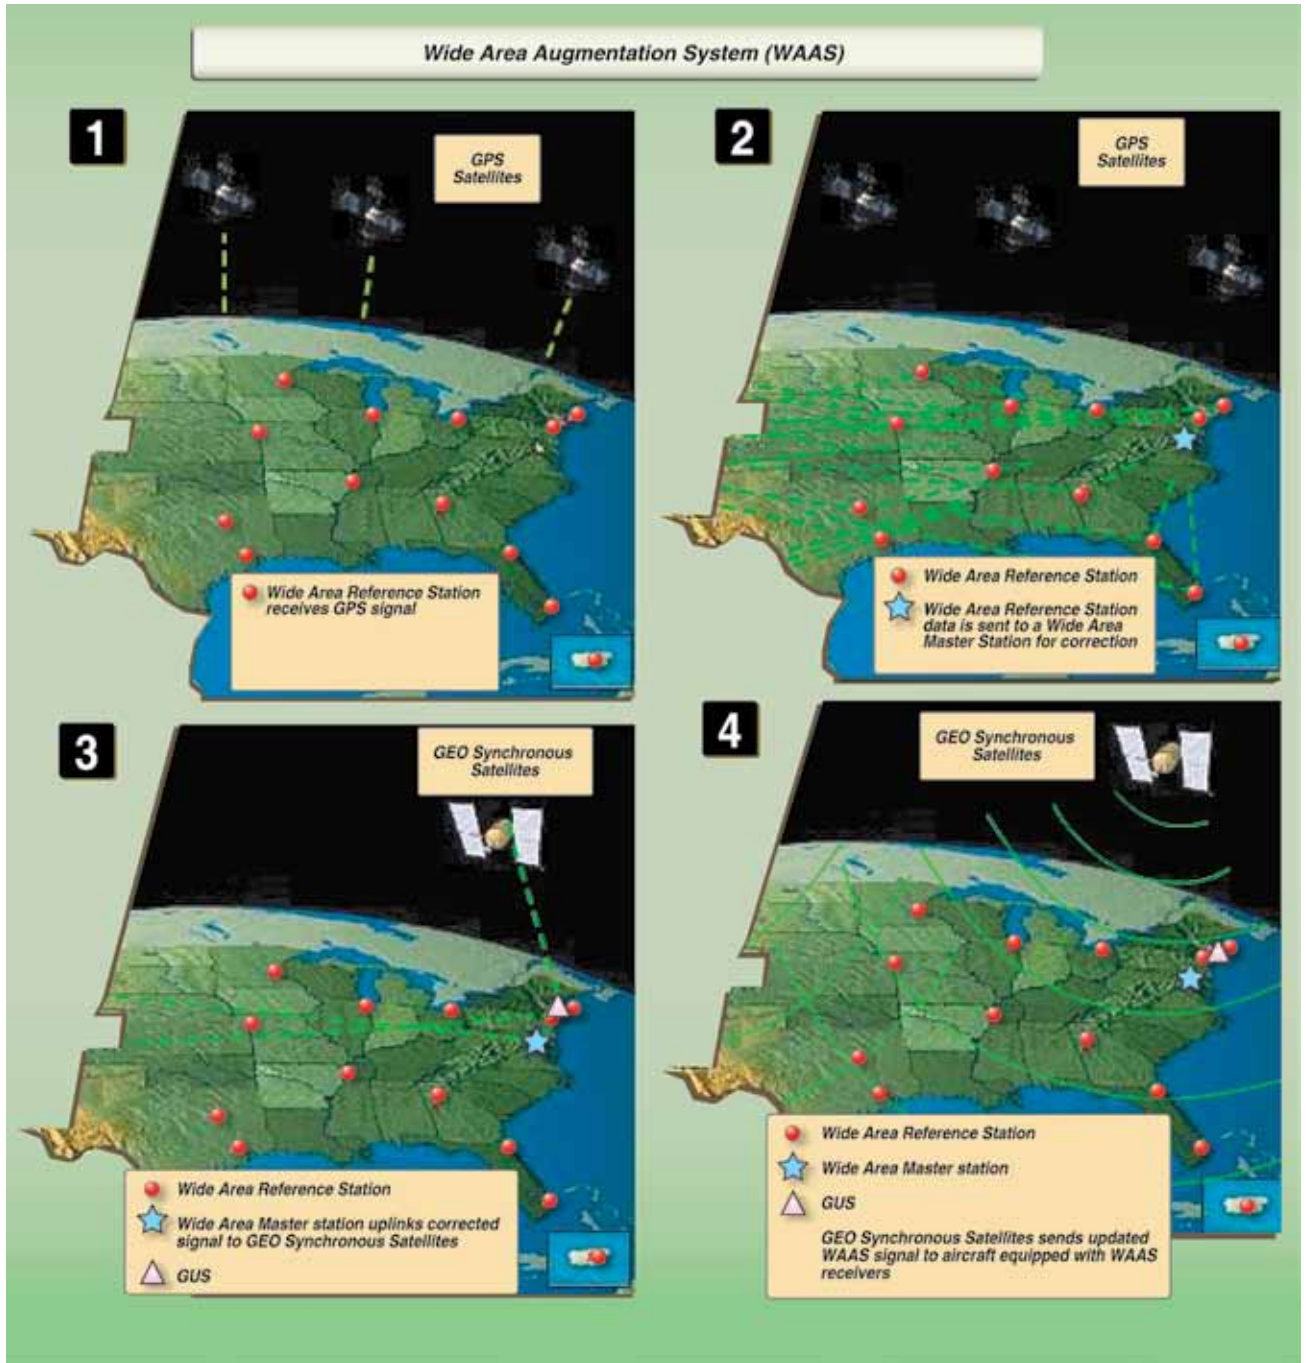 Wide Area Augmentation System (WAAS)
1
GPS
Satellites
Wide Area Reference Station
receives GPS signal
2
GPS
Satellites
Wide Area Reference Station
Wide Area Reference Station
data is sent to a Wide Area
Master Station for correction
3
GEO Synchronous
Satellites
Wide Area Reference Station
Wide Area Master station uplinks corrected
signal to GEO Synchronous Satellites
GUS
4
GEO Synchronous
Satellites
Wide Area Reference Station
Wide Area Master station
GUS
GEO Synchronous Satellites sends updated
WAAS signal to aircraft equipped with WAAS
receivers